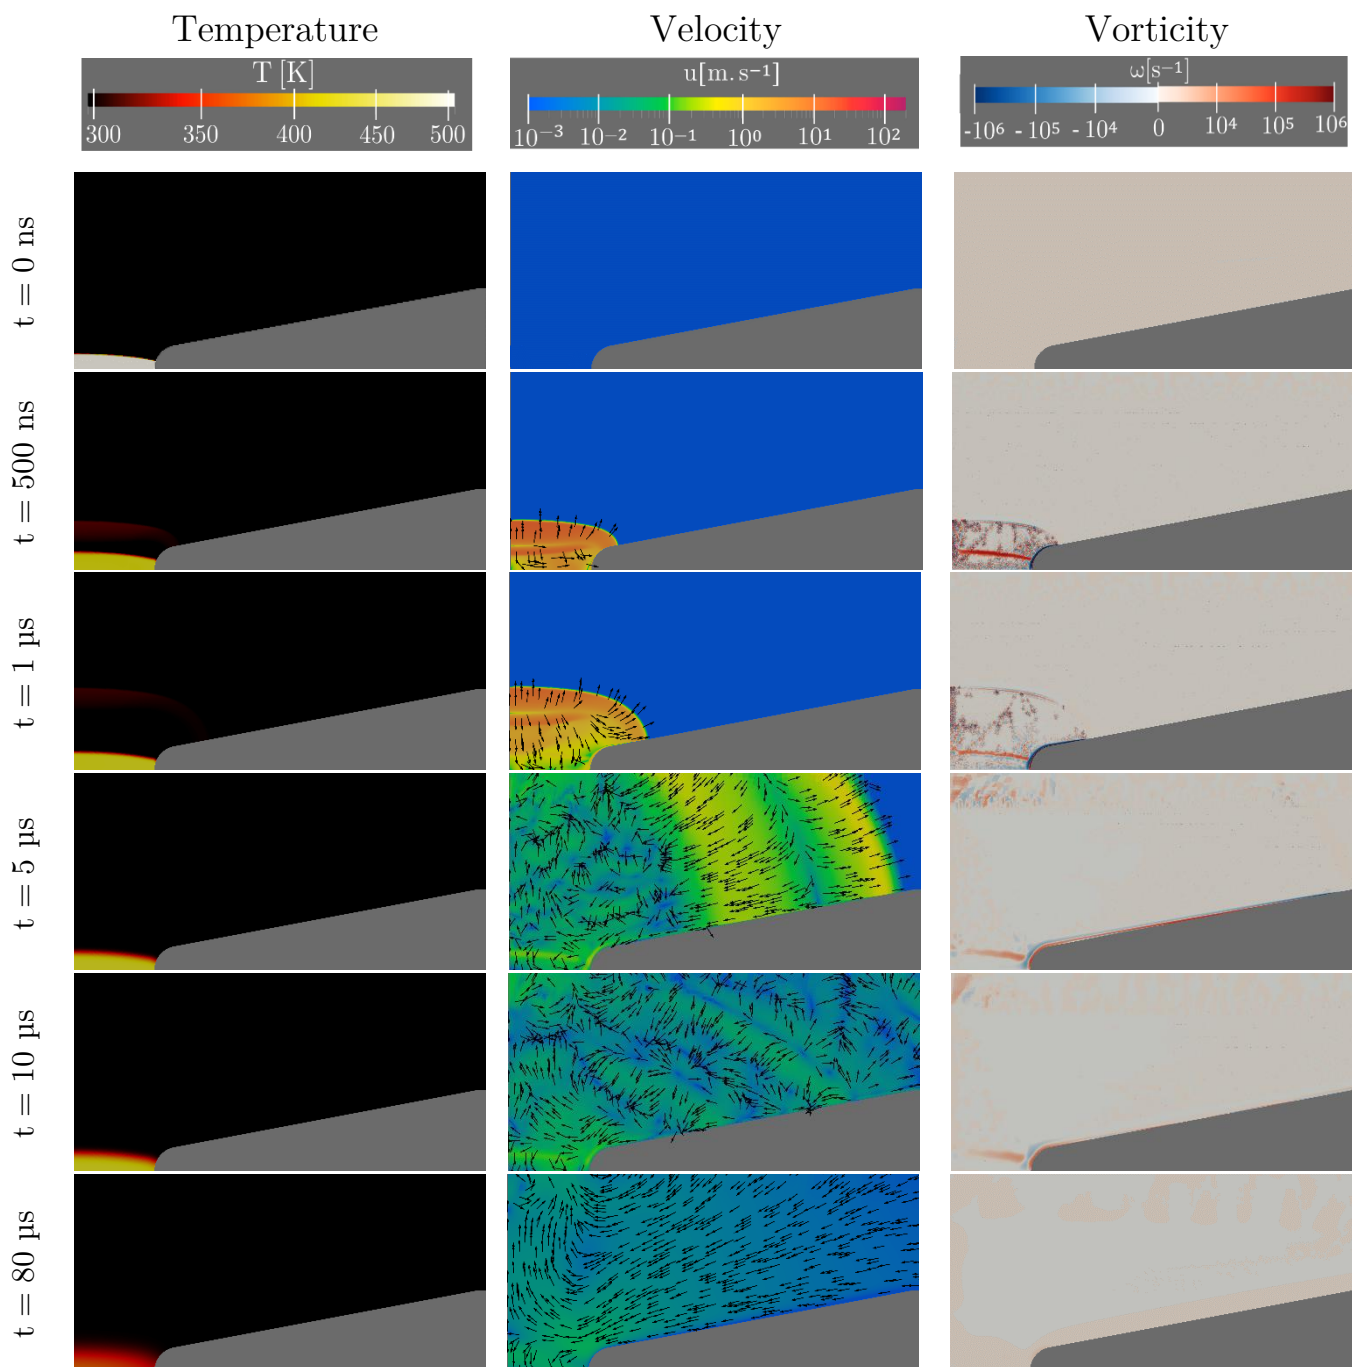 Temperature Velocity Vorticity
T [K] u[m.s⁻¹] ω[s⁻¹]
300 350 400 450 500 10⁻³ 10⁻² 10⁻¹ 10⁰ 10¹ 10² -10⁶ -10⁵ -10⁴ 0 10⁴ 10⁵ 10⁶
t = 0 ns
t = 500 ns
t = 1 µs
t = 5 µs
t = 10 µs
t = 80 µs